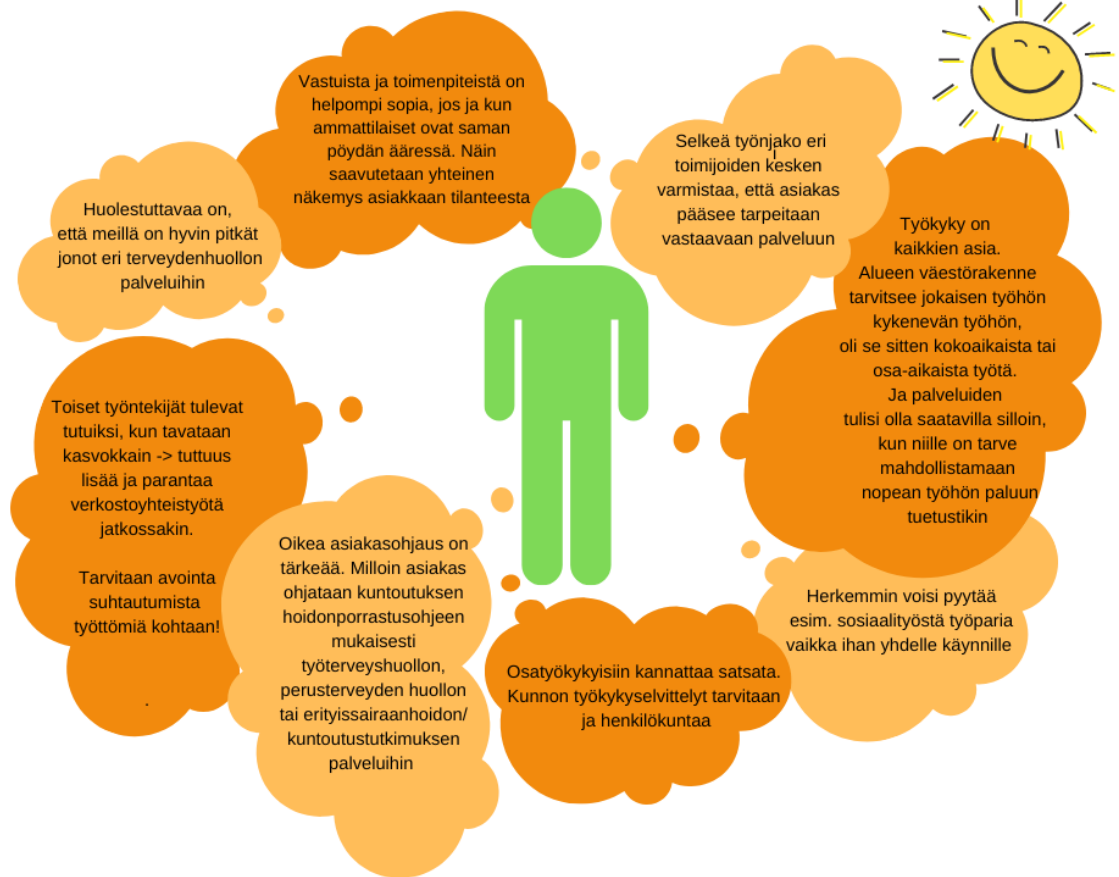 Vastuista ja toimenpiteistä on
helpompi sopia, jos ja kun
ammattilaiset ovat saman
pöydän ääressä. Näin
saavutetaan yhteinen
näkemys asiakkaan tilanteesta
Selkeä työnjako eri
toimijoiden kesken
varmistaa, että asiakas
pääsee tarpeitaan
vastaavaan palveluun
Huolestuttavaa on,
että meillä on hyvin pitkät
jonot eri terveydenhuollon
palveluihin
Työkyky on
kaikkien asia.
Alueen väestörakenne
tarvitsee jokaisen työhön
kykenevän työhön,
oli se sitten kokoaikaista tai
osa-aikaista työtä.
Ja palveluiden
tulisi olla saatavilla silloin,
kun niille on tarve
mahdollistamaan
nopean työhön paluun
tuetustikin
Toiset työntekijät tulevat
tutuiksi, kun tavataan
kasvokkain -> tuttuus
lisää ja parantaa
verkostoyhteistyötä
jatkossakin.
Tarvitaan avointa
suhtautumista
työttömiä kohtaan!
.
Oikea asiakasohjaus on
tärkeää. Milloin asiakas
ohjataan kuntoutuksen
hoidonporrastusohjeen
mukaisesti
työterveyshuollon,
perusterveyden huollon
tai erityissairaanhoidon/
kuntoutustutkimuksen
palveluihin
Osatyökykyisiin kannattaa satsata.
Kunnon työkykyselvittelyt tarvitaan
ja henkilökuntaa
Herkemmin voisi pyytää
esim. sosiaalityöstä työparia
vaikka ihan yhdelle käynnille